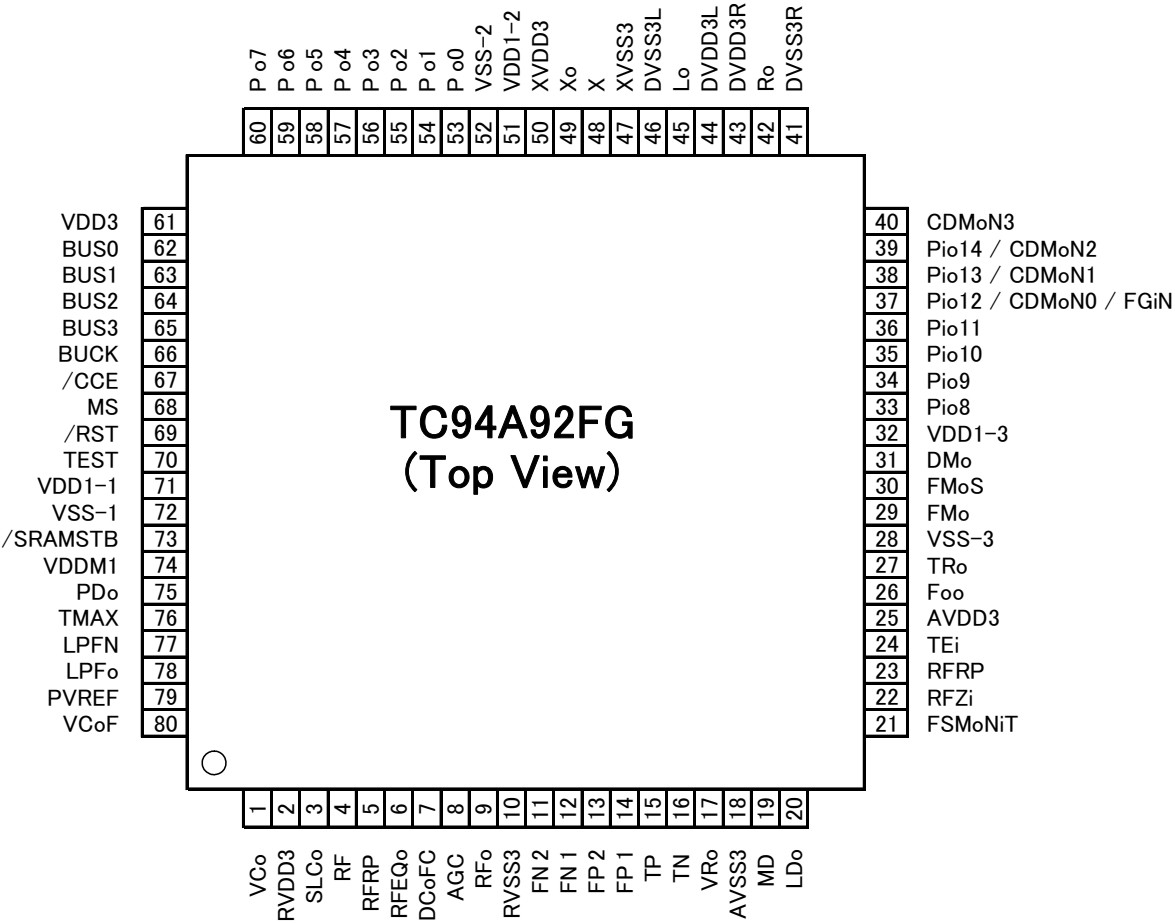 P o7
P o6
P o5
P o4
P o3
P o2
P o1
P o0
VSS-2
VDD1-2
XVDD3
Xo
X
XVSS3
DVSS3L
Lo
DVDD3L
DVDD3R
Ro
DVSS3R
60
59
58
57
56
55
54
53
52
51
50
49
48
47
46
45
44
43
42
41
VDD3 61
BUS0 62
BUS1 63
BUS2 64
BUS3 65
BUCK 66
/CCE 67
MS 68
/RST 69
TEST 70
VDD1-1 71
VSS-1 72
/SRAMSTB 73
VDDM1 74
PDo 75
TMAX 76
LPFN 77
LPFo 78
PVREF 79
VCoF 80
TC94A92FG
(Top View)
40 CDMoN3
39 Pio14 / CDMoN2
38 Pio13 / CDMoN1
37 Pio12 / CDMoN0 / FGiN
36 Pio11
35 Pio10
34 Pio9
33 Pio8
32 VDD1-3
31 DMo
30 FMoS
29 FMo
28 VSS-3
27 TRo
26 Foo
25 AVDD3
24 TEi
23 RFRP
22 RFZi
21 FSMoNiT
1
2
3
4
5
6
7
8
9
10
11
12
13
14
15
16
17
18
19
20
VCo
RVDD3
SLCo
RF
RFRP
RFEQo
DCoFC
AGC
RFo
RVSS3
FN2
FN1
FP2
FP1
TP
TN
VRo
AVSS3
MD
LDo